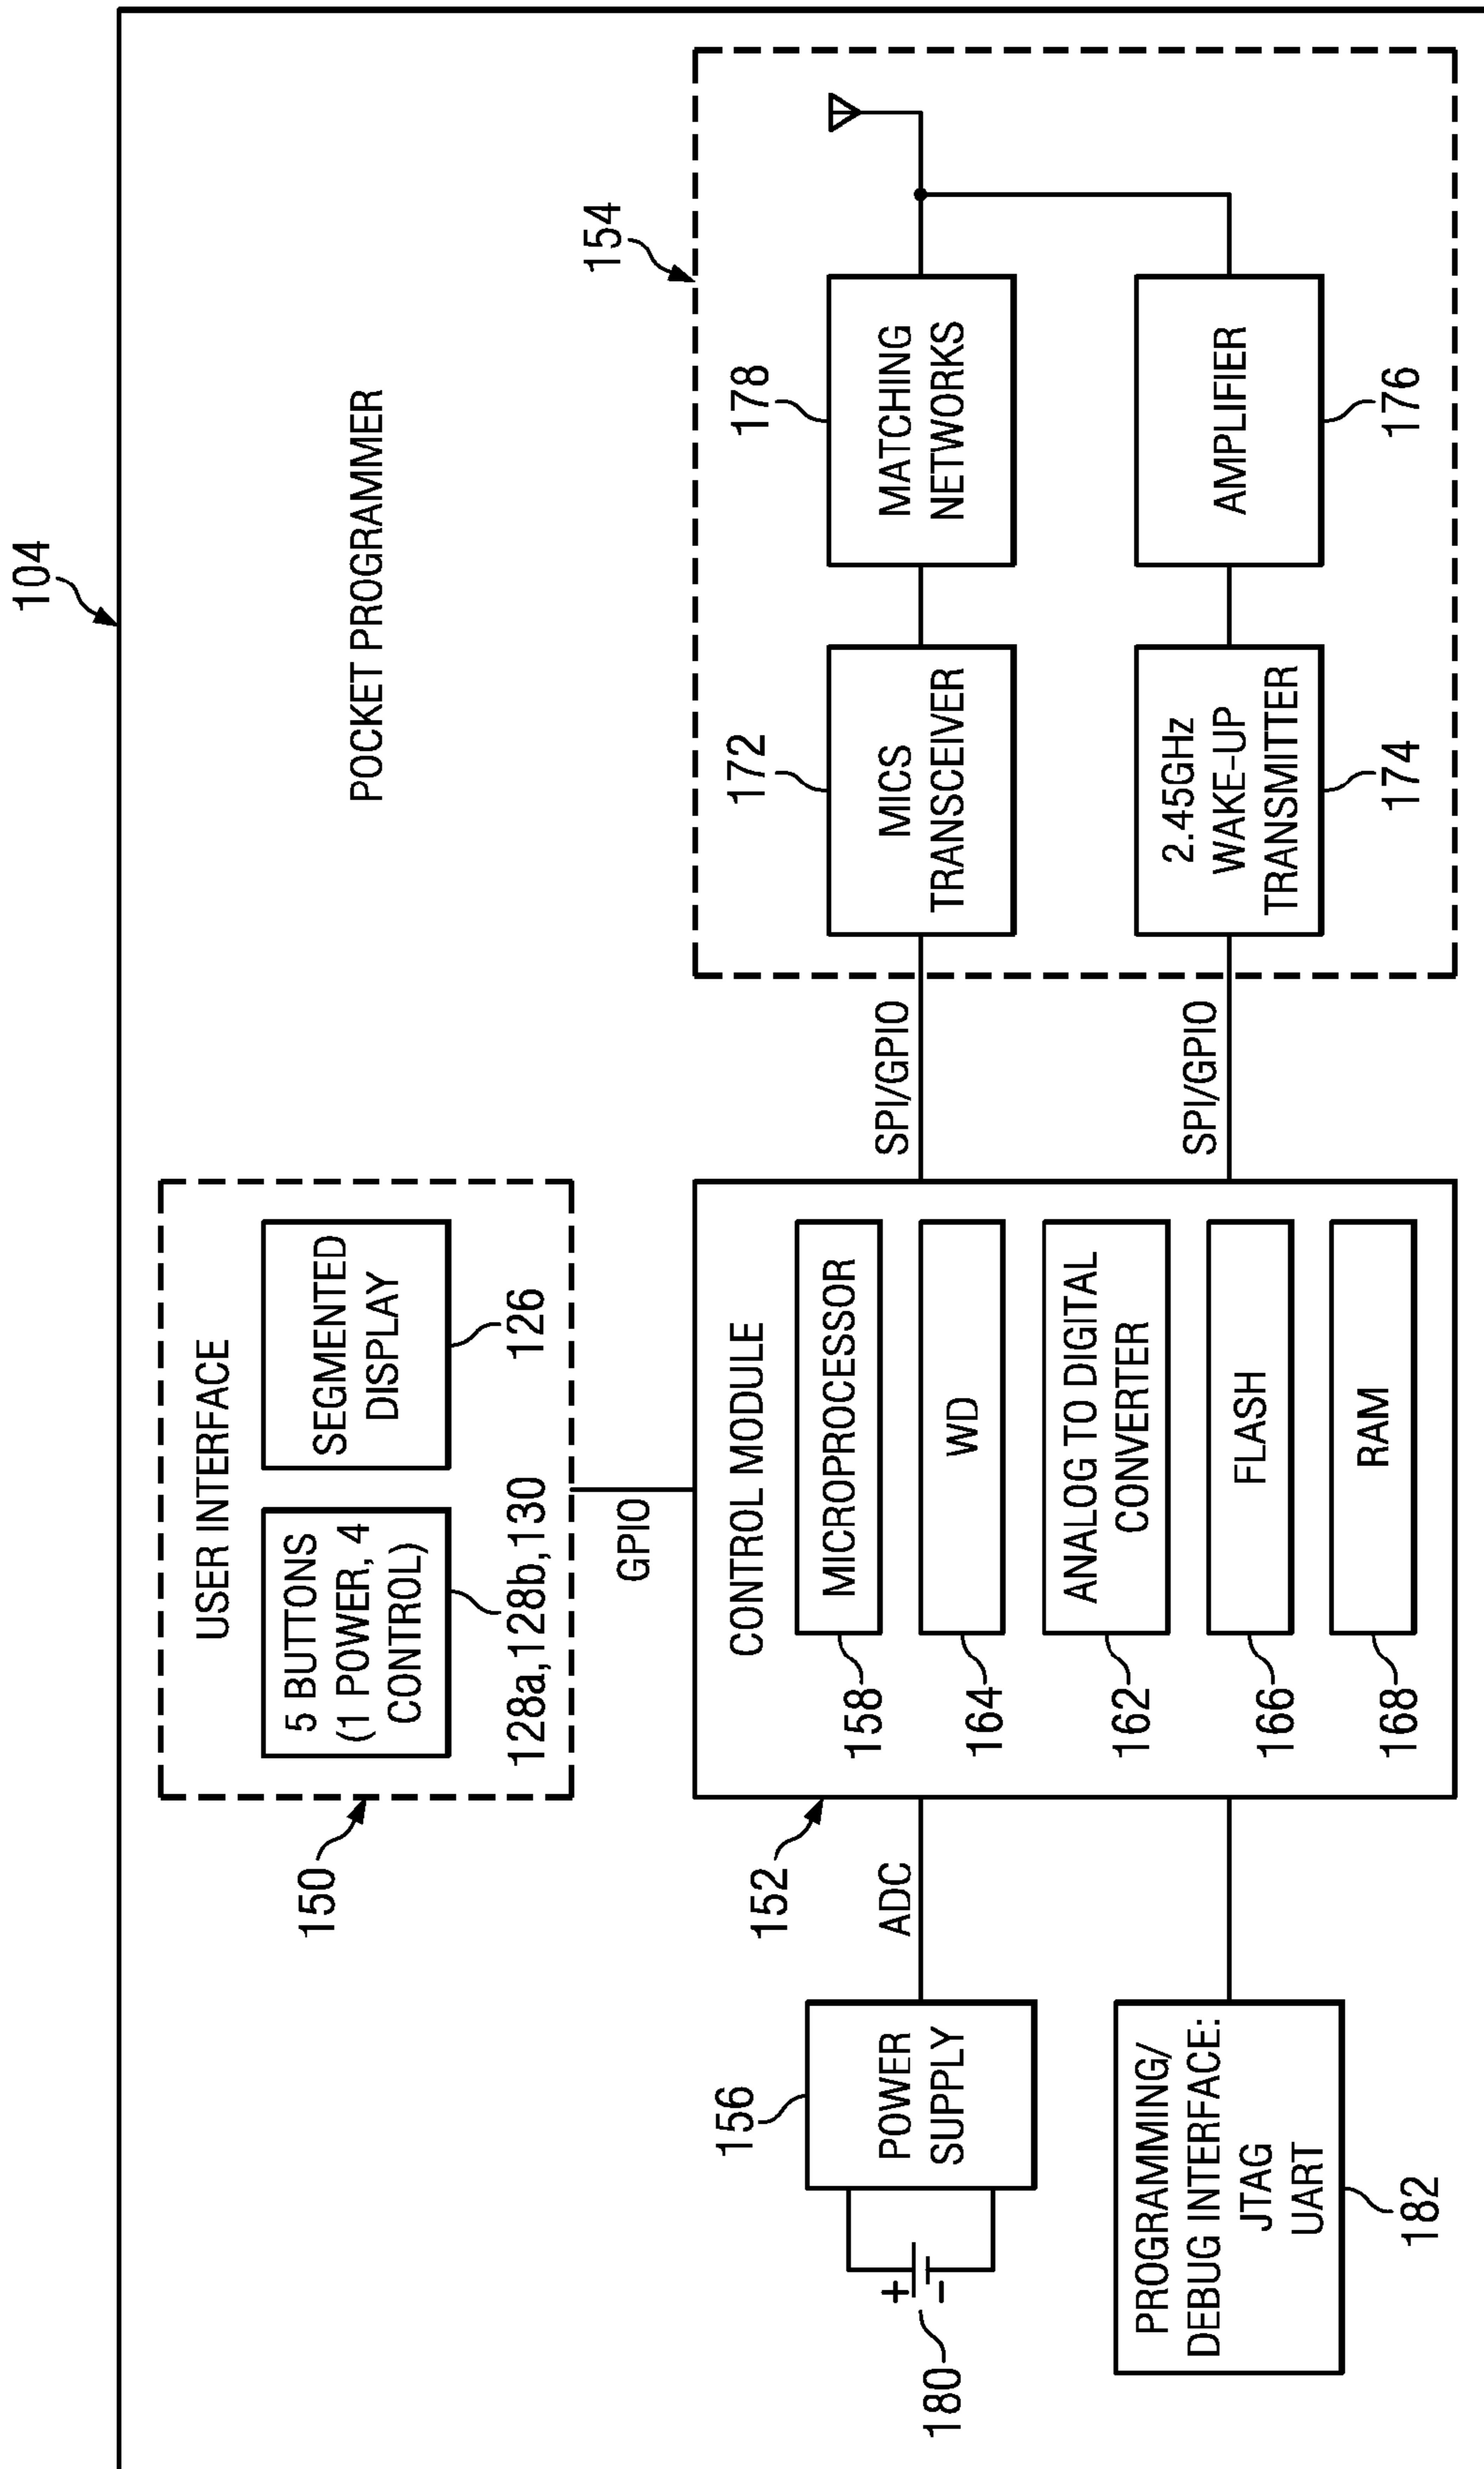 104
POCKET PROGRAMMER
USER INTERFACE
5 BUTTONS
(1 POWER, 4
CONTROL)
SEGMENTED
DISPLAY
150
128a,128b,130
126
GPIO
154
152
CONTROL MODULE
158
MICROPROCESSOR
164
WD
162
ANALOG TO DIGITAL
CONVERTER
166
FLASH
168
RAM
156
POWER
SUPPLY
ADC
180
+
-
PROGRAMMING/
DEBUG INTERFACE:
JTAG
UART
182
SPI/GPIO
SPI/GPIO
172
MICS
TRANSCEIVER
178
MATCHING
NETWORKS
2.45GHz
WAKE-UP
TRANSMITTER
174
AMPLIFIER
176